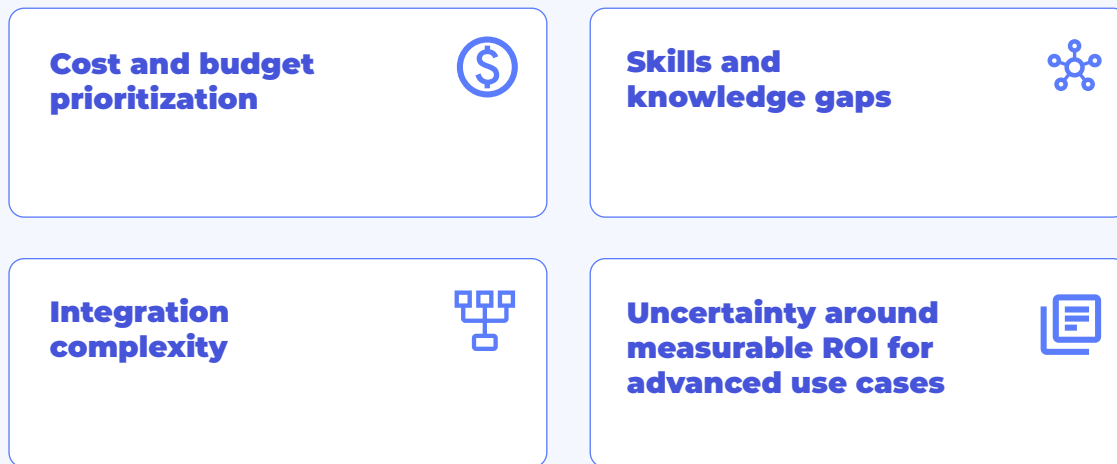 Cost and budget
prioritization
Skills and
knowledge gaps
Integration
complexity
Uncertainty around
measurable ROI for
advanced use cases